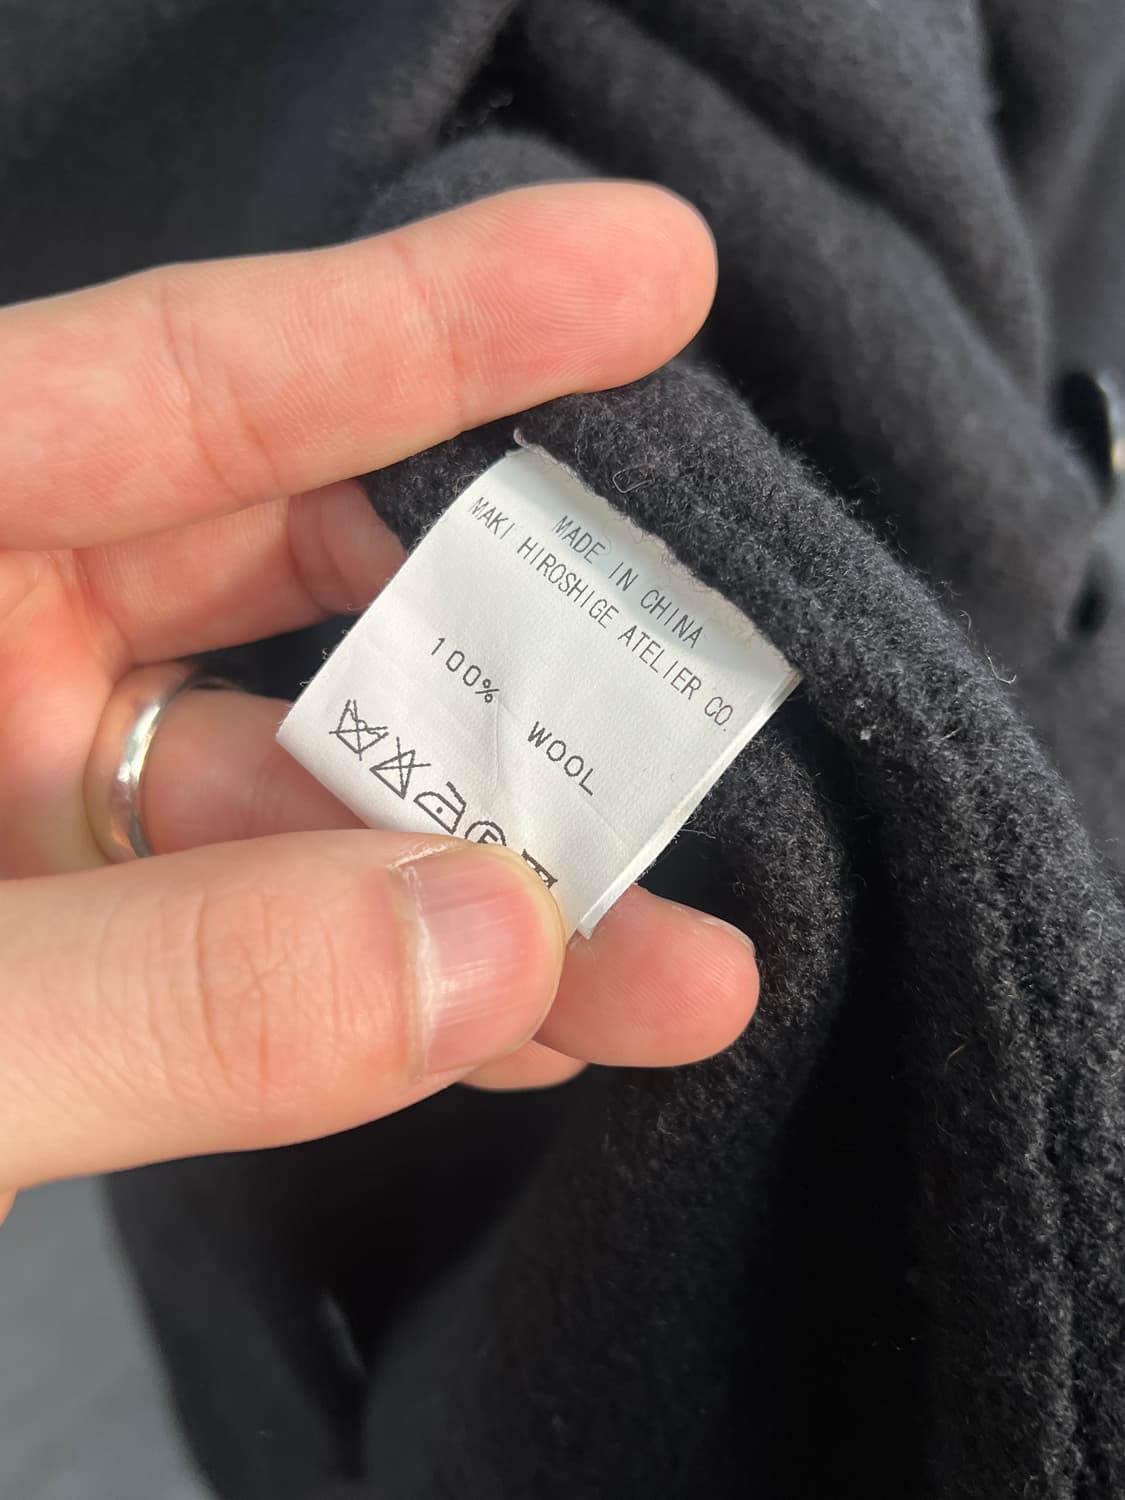 MADE IN CHINA
MAKI HIROSHIGE ATELIER CO.
100% WOOL